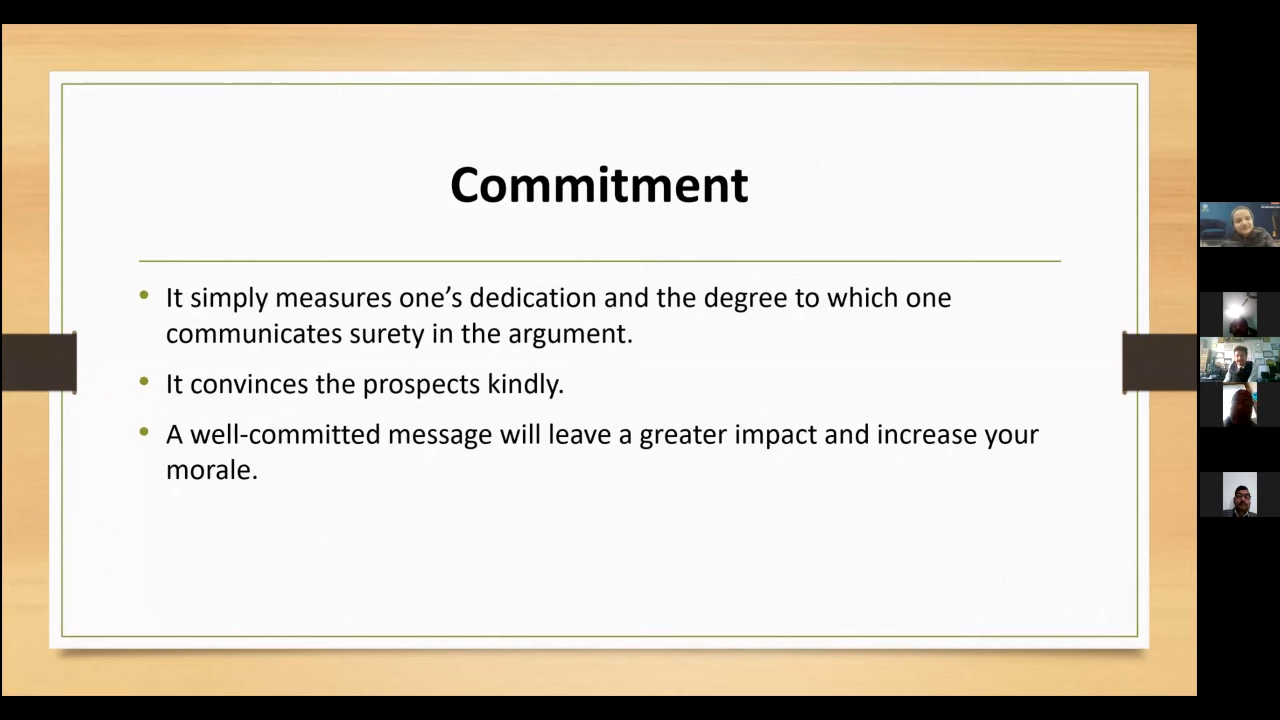 Commitment
• It simply measures one’s dedication and the degree to which one
communicates surety in the argument.
• It convinces the prospects kindly.
• A well-committed message will leave a greater impact and increase your
morale.